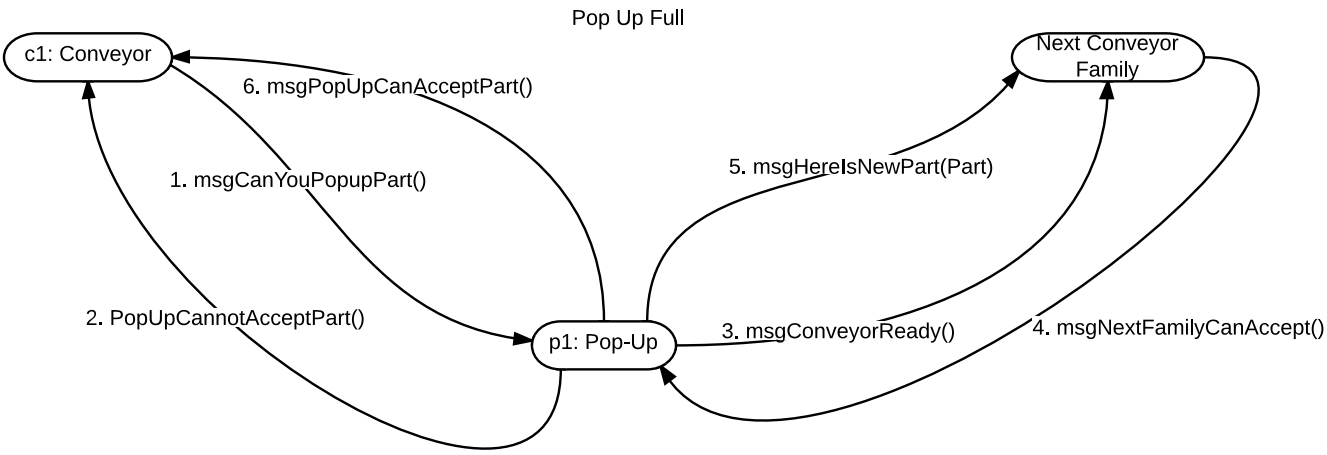 Pop Up Full
c1: Conveyor
Next Conveyor
Family
6. msgPopUpCanAcceptPart()
1. msgCanYouPopupPart()
5. msgHereIsNewPart(Part)
2. PopUpCannotAcceptPart()
p1: Pop-Up
3. msgConveyorReady()
4. msgNextFamilyCanAccept()